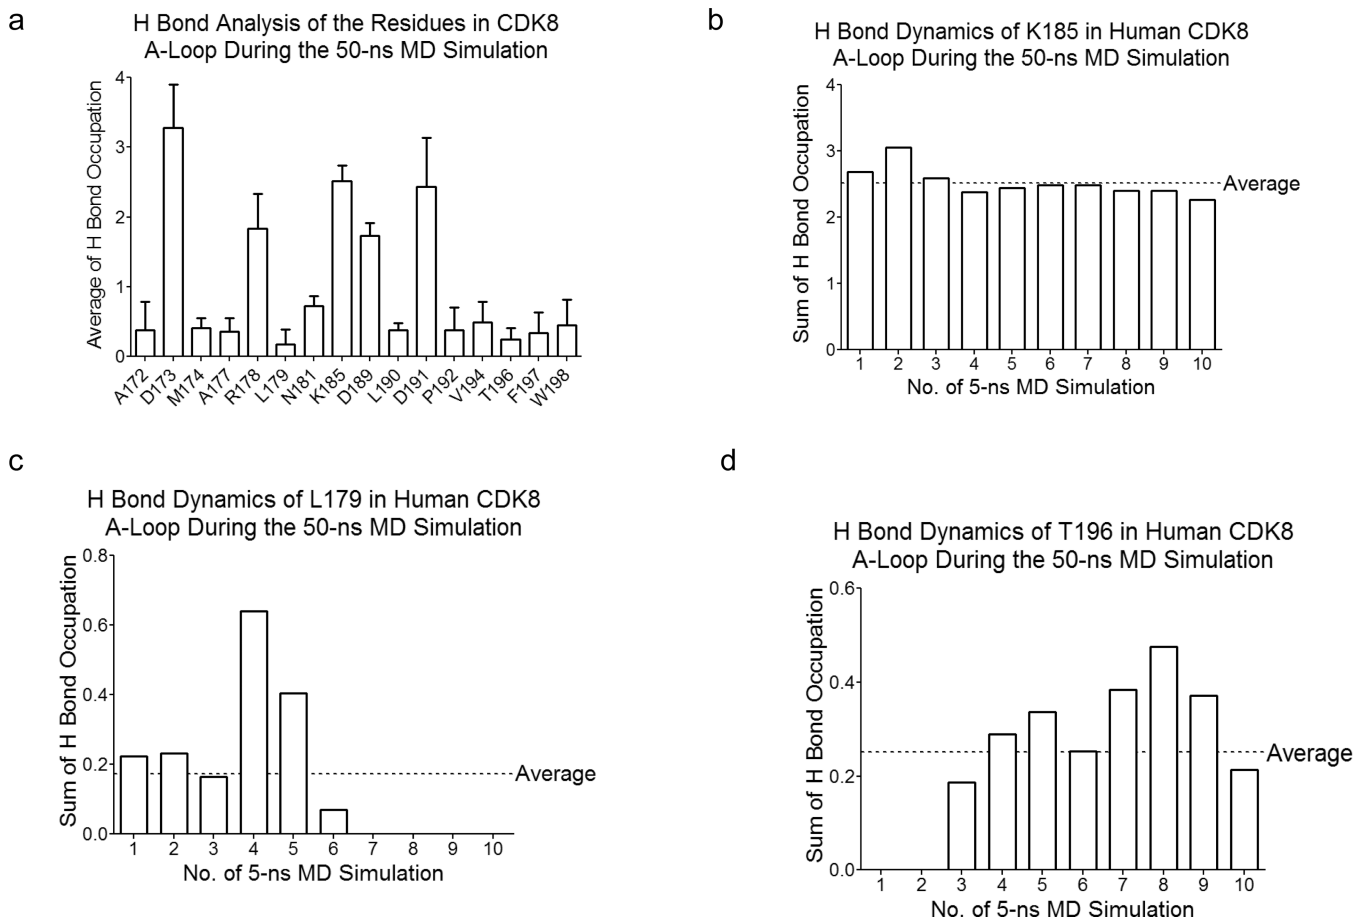 a
H Bond Analysis of the Residues in CDK8
A-Loop During the 50-ns MD Simulation
Average of H Bond Occupation
4
3
2
1
0
A172
D173
M174
A177
R178
L179
N181
K185
D189
L190
D191
P192
V194
T196
F197
W198
b
H Bond Dynamics of K185 in Human CDK8
A-Loop During the 50-ns MD Simulation
Sum of H Bond Occupation
4
3
2
1
0
Average
1 2 3 4 5 6 7 8 9 10
No. of 5-ns MD Simulation
c
H Bond Dynamics of L179 in Human CDK8
A-Loop During the 50-ns MD Simulation
Sum of H Bond Occupation
0.8
0.6
0.4
0.2
0.0
Average
1 2 3 4 5 6 7 8 9 10
No. of 5-ns MD Simulation
d
H Bond Dynamics of T196 in Human CDK8
A-Loop During the 50-ns MD Simulation
Sum of H Bond Occupation
0.6
0.4
0.2
0.0
Average
1 2 3 4 5 6 7 8 9 10
No. of 5-ns MD Simulation